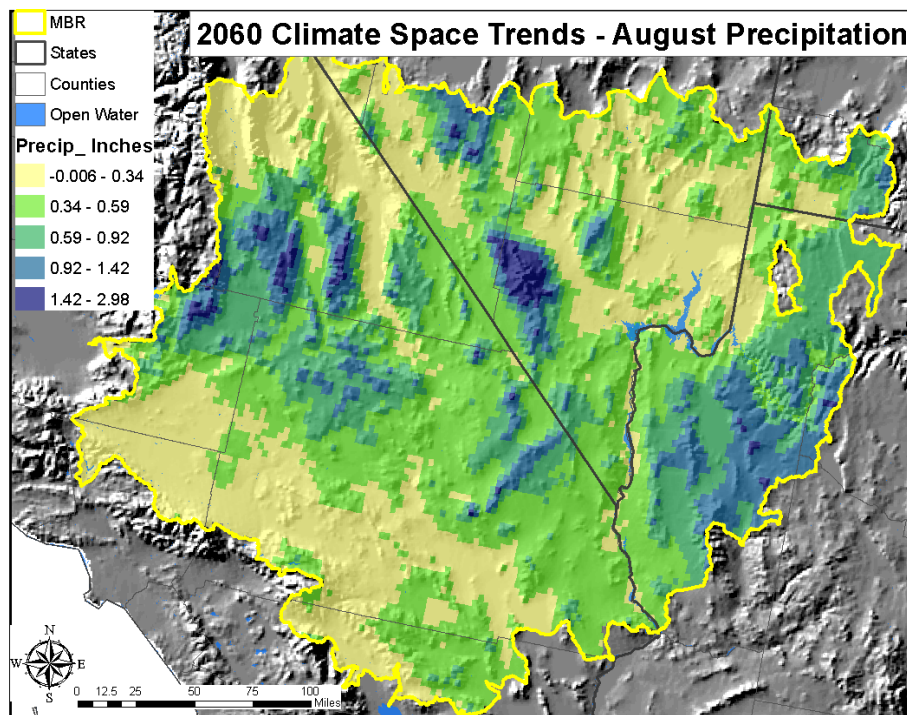 2060 Climate Space Trends - August Precipitation
MBR
States
Counties
Open Water
Precip_ Inches
-0.006 - 0.34
0.34 - 0.59
0.59 - 0.92
0.92 - 1.42
1.42 - 2.98
N
W E
S
0 12.5 25 50 75 100
Miles